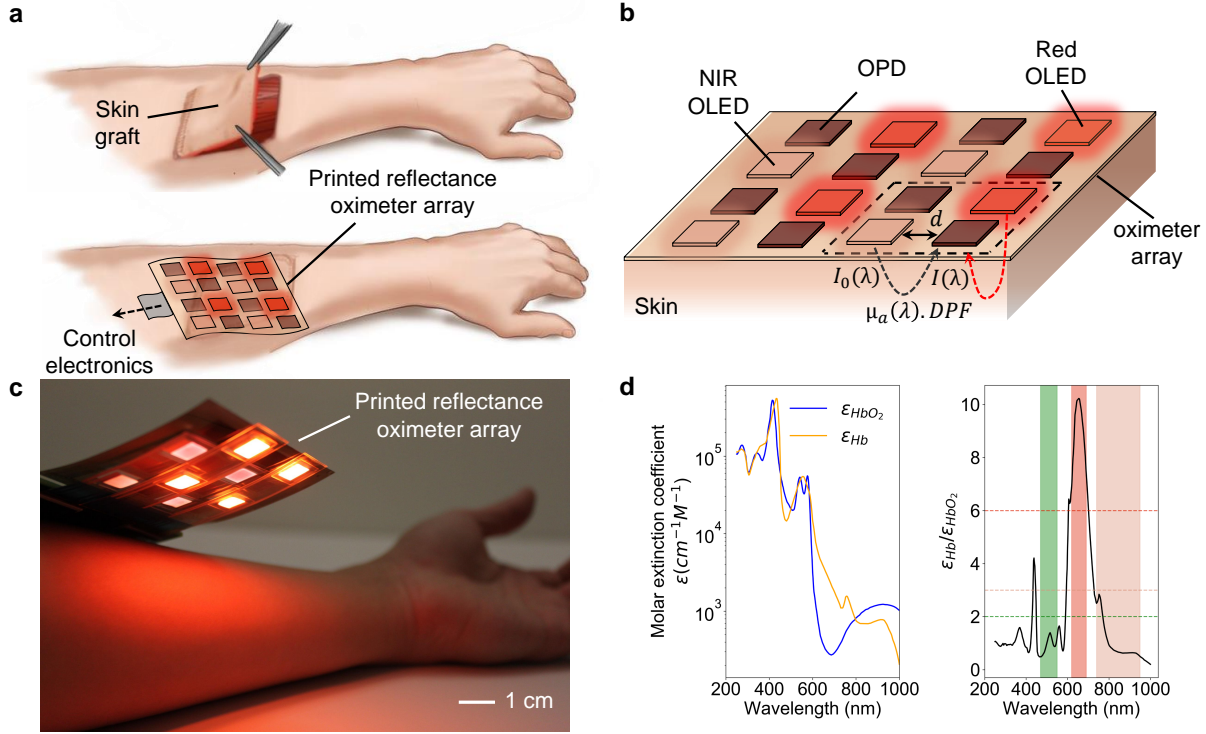 a
Skin
graft
Printed reflectance
oximeter array
Control
electronics
b
NIR
OLED
OPD
Red
OLED
d
I₀(λ)
I(λ)
μₐ(λ).DPF
oximeter
array
Skin
c
Printed reflectance
oximeter array
1 cm
d
Molar extinction coefficient
ε(cm⁻¹M⁻¹)
10⁵
10⁴
10³
ε_HbO₂
ε_Hb
200 400 600 800 1000
Wavelength (nm)
ε_Hb/ε_HbO₂
10
8
6
4
2
0
200 400 600 800 1000
Wavelength (nm)